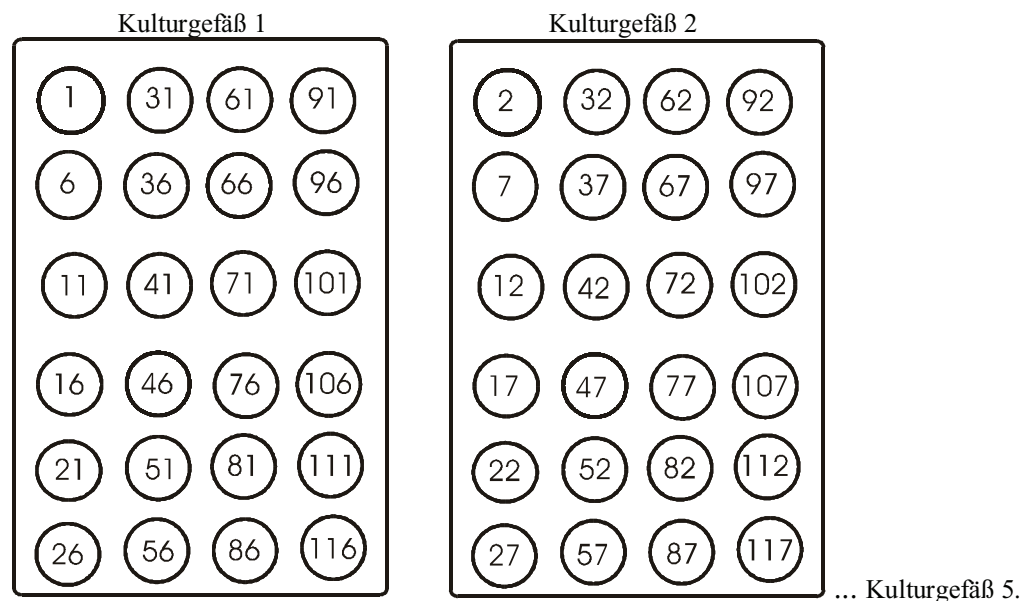 Kulturgefäß 1 Kulturgefäß 2
1 31 61 91 2 32 62 92
6 36 66 96 7 37 67 97
11 41 71 101 12 42 72 102
16 46 76 106 17 47 77 107
21 51 81 111 22 52 82 112
26 56 86 116 27 57 87 117
... Kulturgefäß 5.